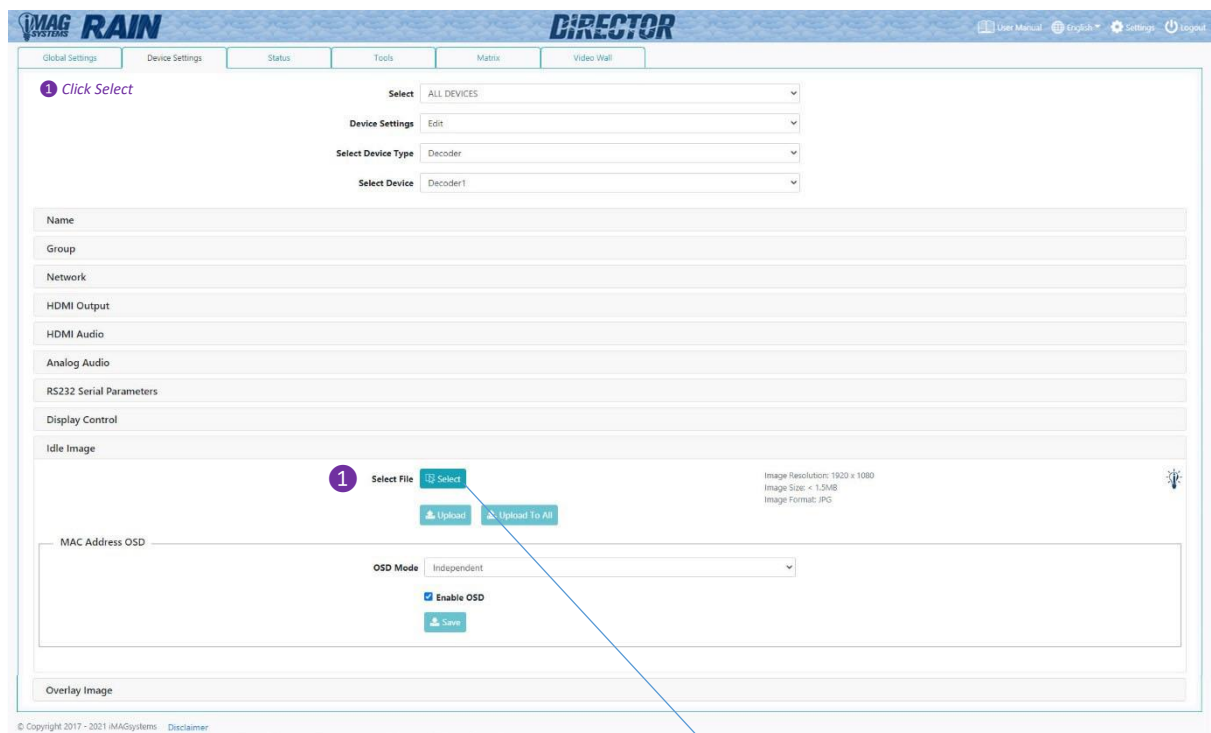 iMAG SYSTEMS RAIN DiRECTOR User Manual English Settings Logout
Global Settings Device Settings Status Tools Matrix Video Wall
1 Click Select
Select ALL DEVICES
Device Settings Edit
Select Device Type Decoder
Select Device Decoder1
Name
Group
Network
HDMI Output
HDMI Audio
Analog Audio
RS232 Serial Parameters
Display Control
Idle Image
1 Select File Select
Image Resolution: 1920 x 1080
Image Size: < 1.5MB
Image Format: JPG
Upload Upload To All
MAC Address OSD
OSD Mode Independent
Enable OSD
Save
Overlay Image
© Copyright 2017 - 2021 iMAGsystems Disclaimer